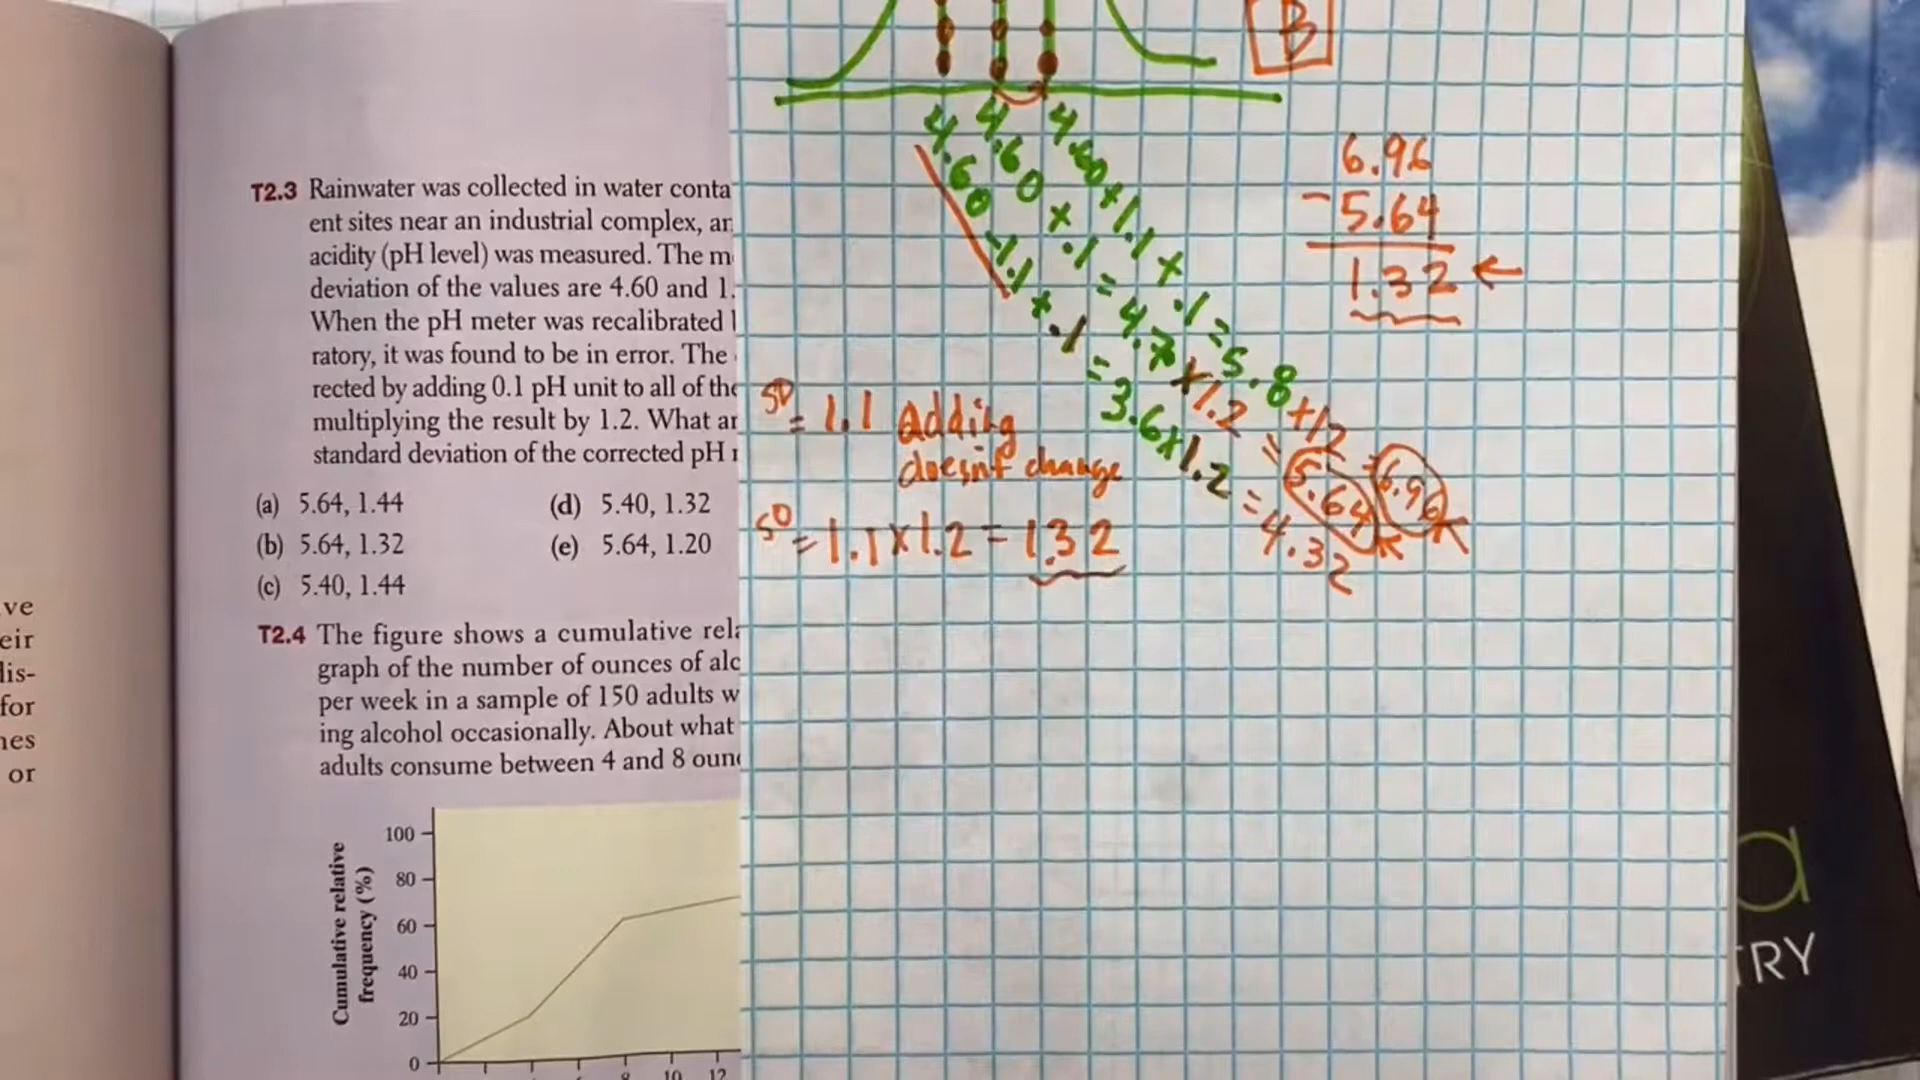 ve
eir
lis-
for
nes
or
T2.3 Rainwater was collected in water conta
ent sites near an industrial complex, an
acidity (pH level) was measured. The m
deviation of the values are 4.60 and 1.
When the pH meter was recalibrated
ratory, it was found to be in error. The
rected by adding 0.1 pH unit to all of the
multiplying the result by 1.2. What ar
standard deviation of the corrected pH r
(a) 5.64, 1.44
(d) 5.40, 1.32
(b) 5.64, 1.32
(e) 5.64, 1.20
(c) 5.40, 1.44
T2.4 The figure shows a cumulative rela
graph of the number of ounces of alc
per week in a sample of 150 adults w
ing alcohol occasionally. About what
adults consume between 4 and 8 oun
Cumulative relative
frequency (%)
100
80
60
40
20
0
8 10 12
B
4.60 + 1.1 + .1 = 5.8 × 1.2 = 6.96
4.60 + .1 = 4.7 × 1.2 = 5.64
4.60 - 1.1 + .1 = 3.6 × 1.2 = 4.32
6.96
- 5.64
1.32 ←
SD = 1.1 Adding
doesn't change
SD = 1.1 × 1.2 = 1.32
a
TRY